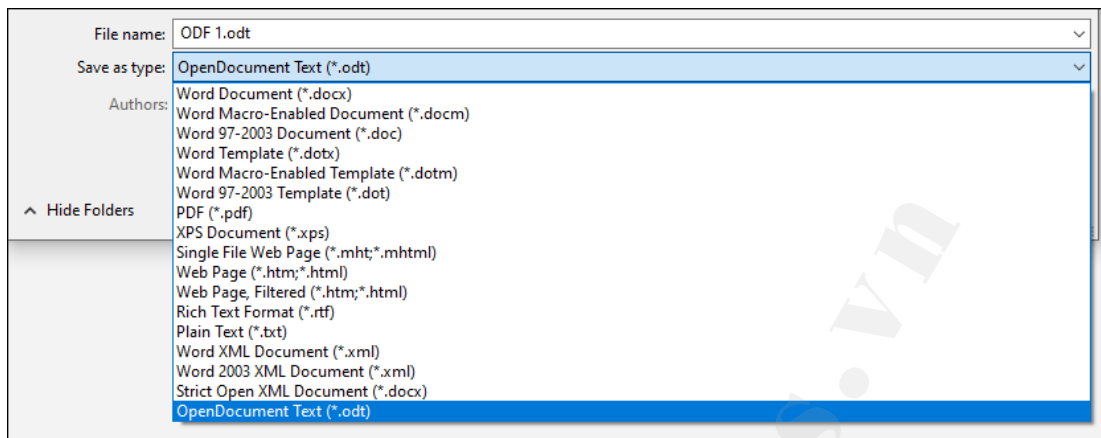 File name: ODF 1.odt
Save as type: OpenDocument Text (*.odt)
Authors:
Word Document (*.docx)
Word Macro-Enabled Document (*.docm)
Word 97-2003 Document (*.doc)
Word Template (*.dotx)
Word Macro-Enabled Template (*.dotm)
Word 97-2003 Template (*.dot)
Hide Folders
PDF (*.pdf)
XPS Document (*.xps)
Single File Web Page (*.mht;*.mhtml)
Web Page (*.htm;*.html)
Web Page, Filtered (*.htm;*.html)
Rich Text Format (*.rtf)
Plain Text (*.txt)
Word XML Document (*.xml)
Word 2003 XML Document (*.xml)
Strict Open XML Document (*.docx)
OpenDocument Text (*.odt)
s.vn